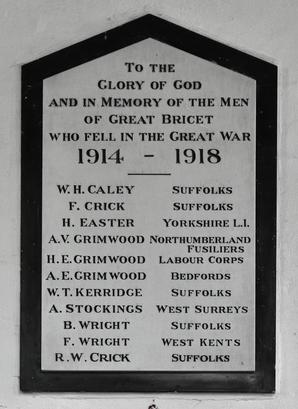 To the
Glory of God
and in Memory of the Men
of Great Bricet
who fell in the Great War
1914 - 1918
W.H. Caley Suffolks
F. Crick Suffolks
H. Easter Yorkshire L.I.
A.V. Grimwood Northumberland
Fusiliers
H.E. Grimwood Labour Corps
A.E. Grimwood Bedfords
W.T. Kerridge Suffolks
A. Stockings West Surreys
B. Wright Suffolks
F. Wright West Kents
R.W. Crick Suffolks